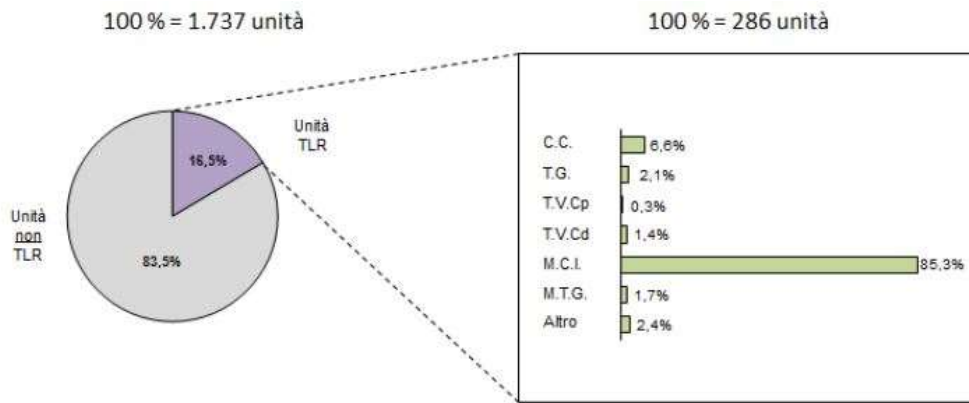 100 % = 1.737 unità
100 % = 286 unità
Unità
TLR
16,5%
Unità
non
TLR
83,5%
C.C. 6,6%
T.G. 2,1%
T.V.Cp 0,3%
T.V.Cd 1,4%
M.C.I. 85,3%
M.T.G. 1,7%
Altro 2,4%